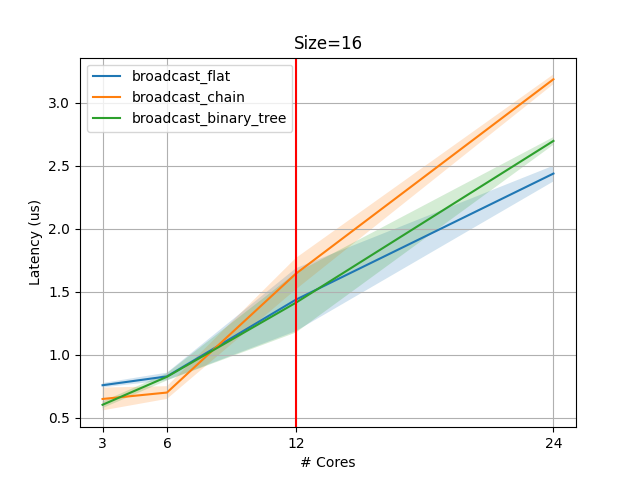 Size=16
broadcast_flat
broadcast_chain
broadcast_binary_tree
Latency (us)
3.0
2.5
2.0
1.5
1.0
0.5
3 6 12 24
# Cores